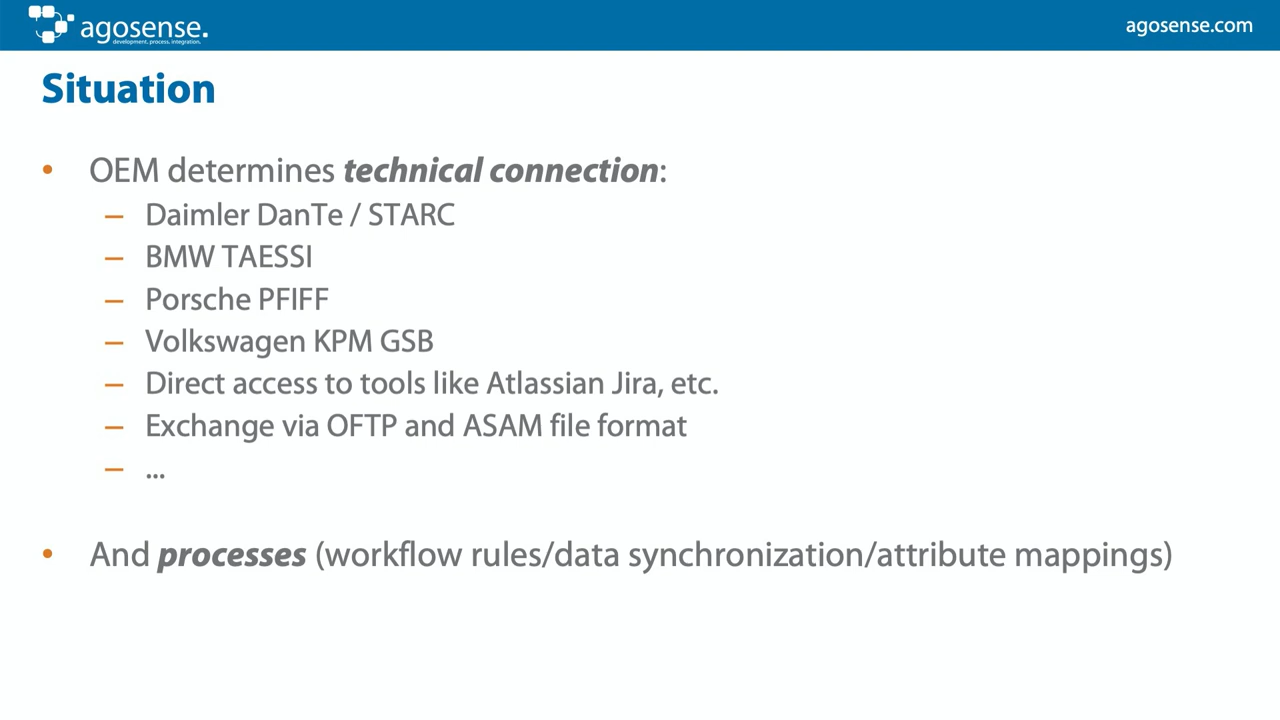 agosense.
development. process. integration.
agosense.com
Situation
• OEM determines technical connection:
– Daimler DanTe / STARC
– BMW TAESSI
– Porsche PFIFF
– Volkswagen KPM GSB
– Direct access to tools like Atlassian Jira, etc.
– Exchange via OFTP and ASAM file format
– ...
• And processes (workflow rules/data synchronization/attribute mappings)